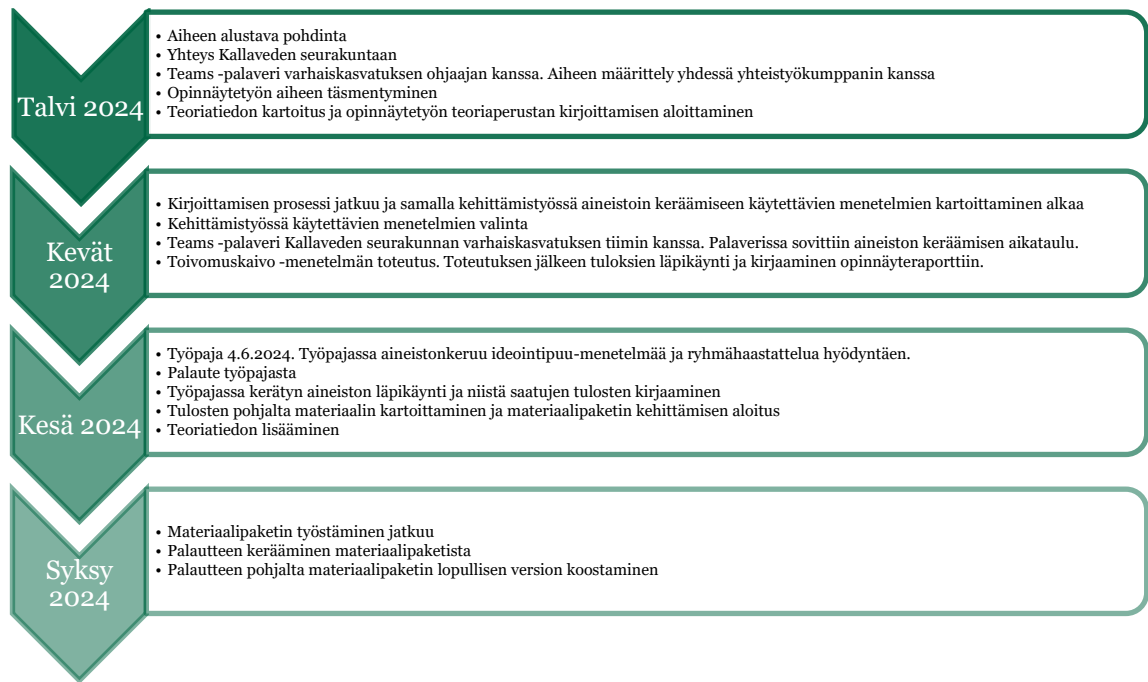 Talvi 2024
• Aiheen alustava pohdinta
• Yhteys Kallaveden seurakuntaan
• Teams -palaveri varhaiskasvatuksen ohjaajan kanssa. Aiheen määrittely yhdessä yhteistyökumppanin kanssa
• Opinnäytetyön aiheen täsmentyminen
• Teoriatiedon kartoitus ja opinnäytetyön teoriaperustan kirjoittamisen aloittaminen
Kevät
2024
• Kirjoittamisen prosessi jatkuu ja samalla kehittämistyössä aineistoin keräämiseen käytettävien menetelmien kartoittaminen alkaa
• Kehittämistyössä käytettävien menetelmien valinta
• Teams -palaveri Kallaveden seurakunnan varhaiskasvatuksen tiimin kanssa. Palaverissa sovittiin aineiston keräämisen aikataulu.
• Toivomuskaivo -menetelmän toteutus. Toteutuksen jälkeen tuloksien läpikäynti ja kirjaaminen opinnäyteraporttiin.
Kesä 2024
• Työpaja 4.6.2024. Työpajassa aineistonkeruu ideointipuu-menetelmää ja ryhmähaastattelua hyödyntäen.
• Palaute työpajasta
• Työpajassa kerätyn aineiston läpikäynti ja niistä saatujen tulosten kirjaaminen
• Tulosten pohjalta materiaalin kartoittaminen ja materiaalipaketin kehittämisen aloitus
• Teoriatiedon lisääminen
Syksy
2024
• Materiaalipaketin työstäminen jatkuu
• Palautteen kerääminen materiaalipaketista
• Palautteen pohjalta materiaalipaketin lopullisen version koostaminen